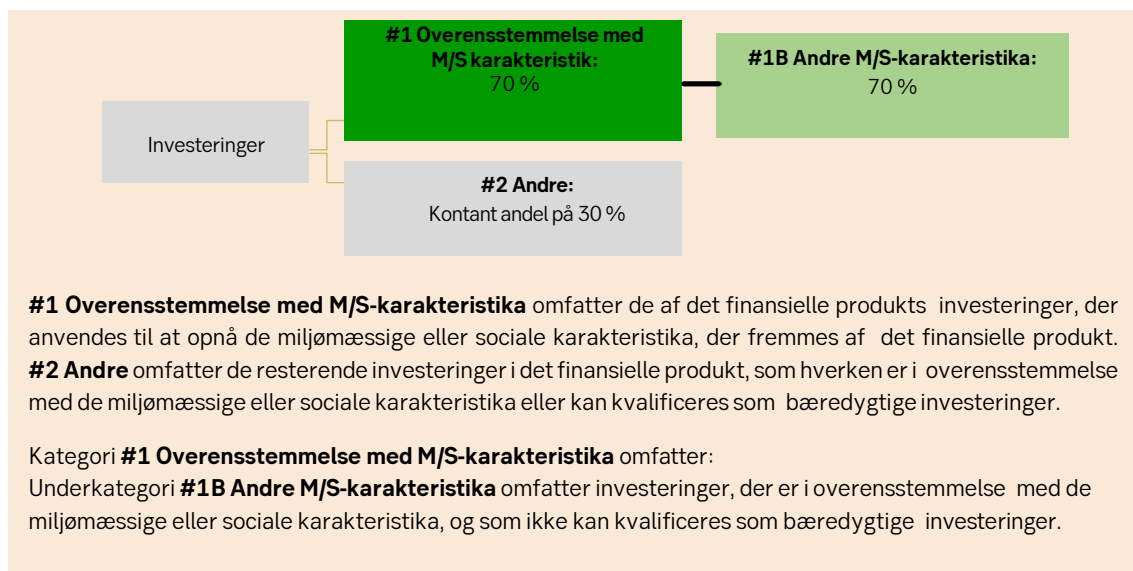 #1 Overensstemmelse med
M/S karakteristik:
70 %
#1B Andre M/S-karakteristika:
70 %
Investeringer
#2 Andre:
Kontant andel på 30 %
#1 Overensstemmelse med M/S-karakteristika omfatter de af det finansielle produkts investeringer, der
anvendes til at opnå de miljømæssige eller sociale karakteristika, der fremmes af det finansielle produkt.
#2 Andre omfatter de resterende investeringer i det finansielle produkt, som hverken er i overensstemmelse
med de miljømæssige eller sociale karakteristika eller kan kvalificeres som bæredygtige investeringer.
Kategori #1 Overensstemmelse med M/S-karakteristika omfatter:
Underkategori #1B Andre M/S-karakteristika omfatter investeringer, der er i overensstemmelse med de
miljømæssige eller sociale karakteristika, og som ikke kan kvalificeres som bæredygtige investeringer.